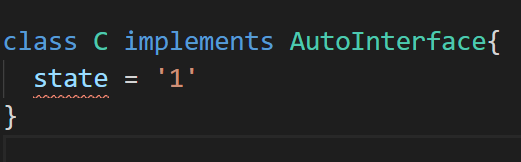 class C implements AutoInterface{
  state = '1'
}